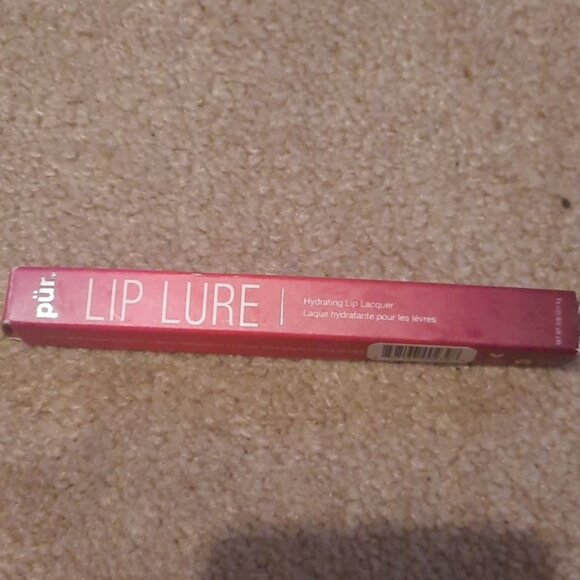 pür.
LIP LURE
Hydrating Lip Lacquer
Laque hydratante pour les lèvres